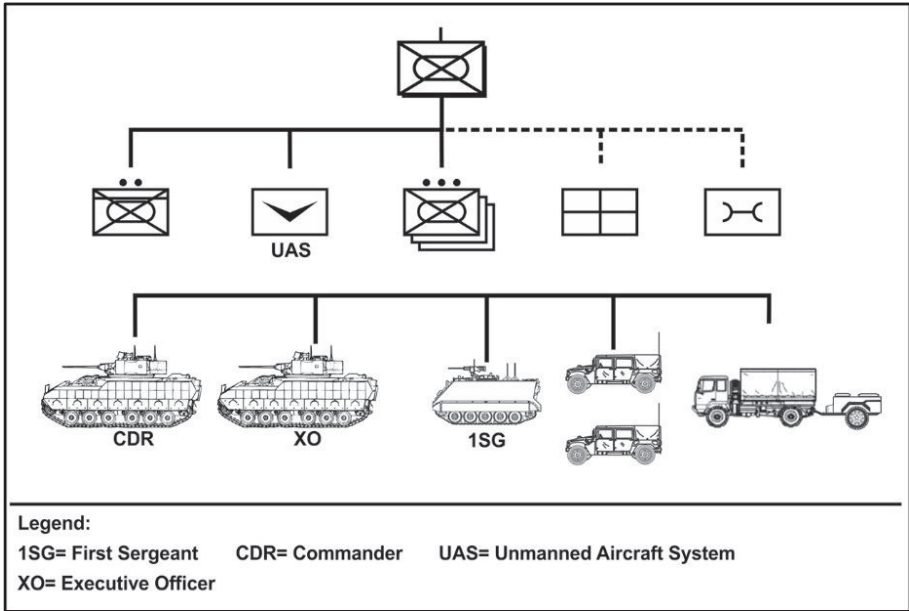 UAS
CDR
XO
1SG
Legend:
1SG= First Sergeant CDR= Commander UAS= Unmanned Aircraft System
XO= Executive Officer